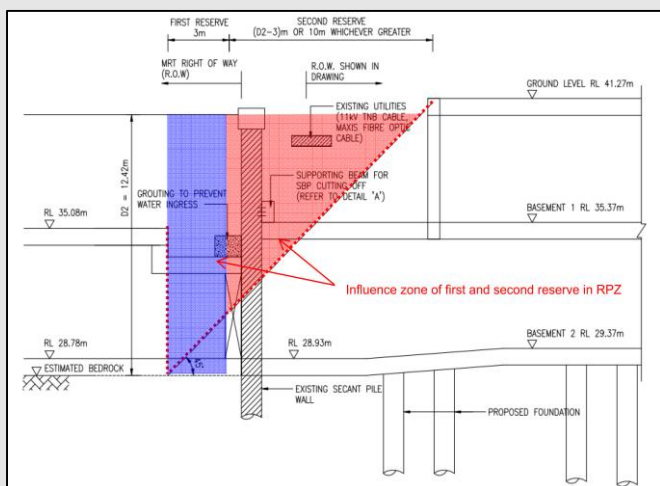 FIRST RESERVE
3m
SECOND RESERVE
(D2-3)m OR 10m WHICHEVER GREATER
MRT RIGHT OF WAY
(R.O.W)
R.O.W. SHOWN IN
DRAWING
GROUND LEVEL RL 41.27m
EXISTING UTILITIES
(11kV TNB CABLE,
MAXIS FIBRE OPTIC
CABLE)
D2 = 12.42m
GROUTING TO PREVENT
WATER INGRESS
SUPPORTING BEAM FOR
SBP CUTTING OFF
(REFER TO DETAIL 'A')
RL 35.08m
BASEMENT 1 RL 35.37m
Influence zone of first and second reserve in RPZ
RL 28.78m
RL 28.93m
BASEMENT 2 RL 29.37m
ESTIMATED BEDROCK
45°
EXISTING SECANT PILE
WALL
PROPOSED FOUNDATION